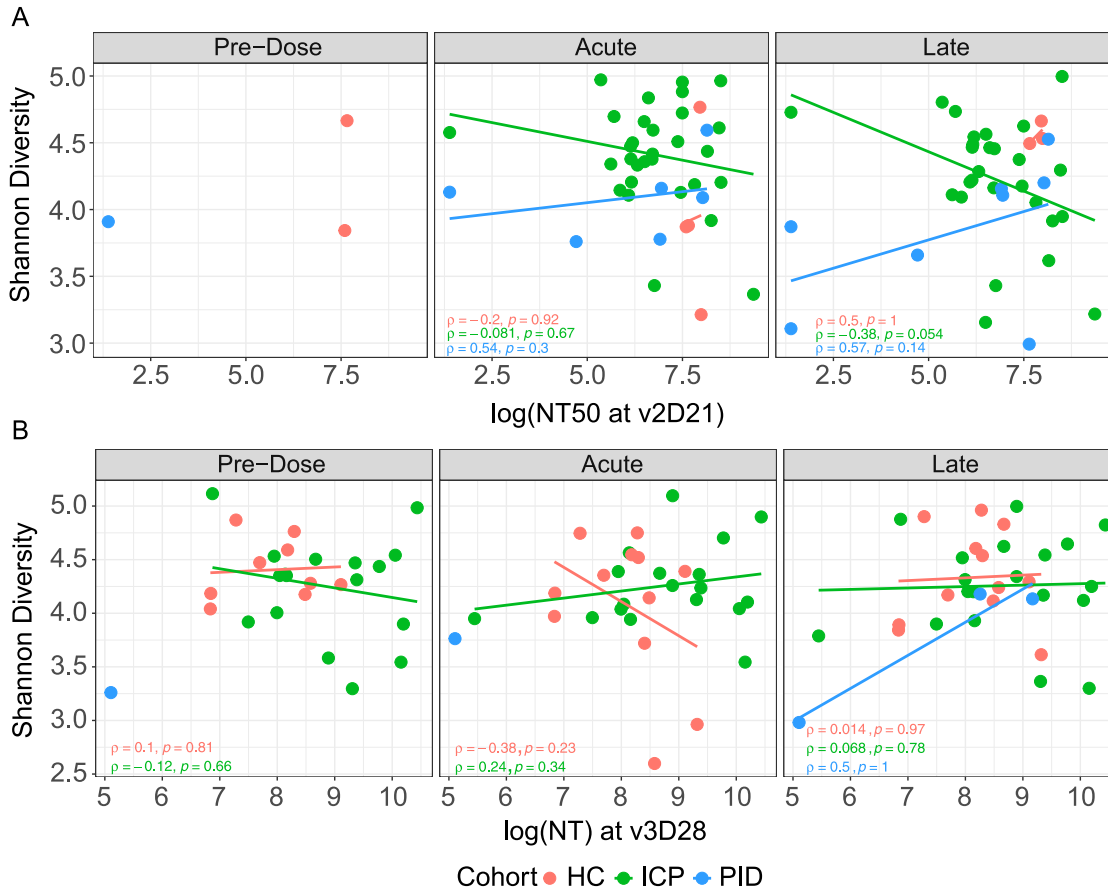 A
Pre−Dose Acute Late
Shannon Diversity
5.0
4.5
4.0
3.5
3.0
ρ = −0.2, p = 0.92
ρ = −0.081, p = 0.67
ρ = 0.54, p = 0.3
ρ = 0.5, p = 1
ρ = −0.38, p = 0.054
ρ = 0.57, p = 0.14
2.5 5.0 7.5 2.5 5.0 7.5 2.5 5.0 7.5
log(NT50 at v2D21)
B
Pre−Dose Acute Late
Shannon Diversity
5.0
4.5
4.0
3.5
3.0
2.5
ρ = 0.1, p = 0.81
ρ = −0.12, p = 0.66
ρ = −0.38, p = 0.23
ρ = 0.24, p = 0.34
ρ = 0.014, p = 0.97
ρ = 0.068, p = 0.78
ρ = 0.5, p = 1
5 6 7 8 9 10 5 6 7 8 9 10 5 6 7 8 9 10
log(NT) at v3D28
Cohort HC ICP PID